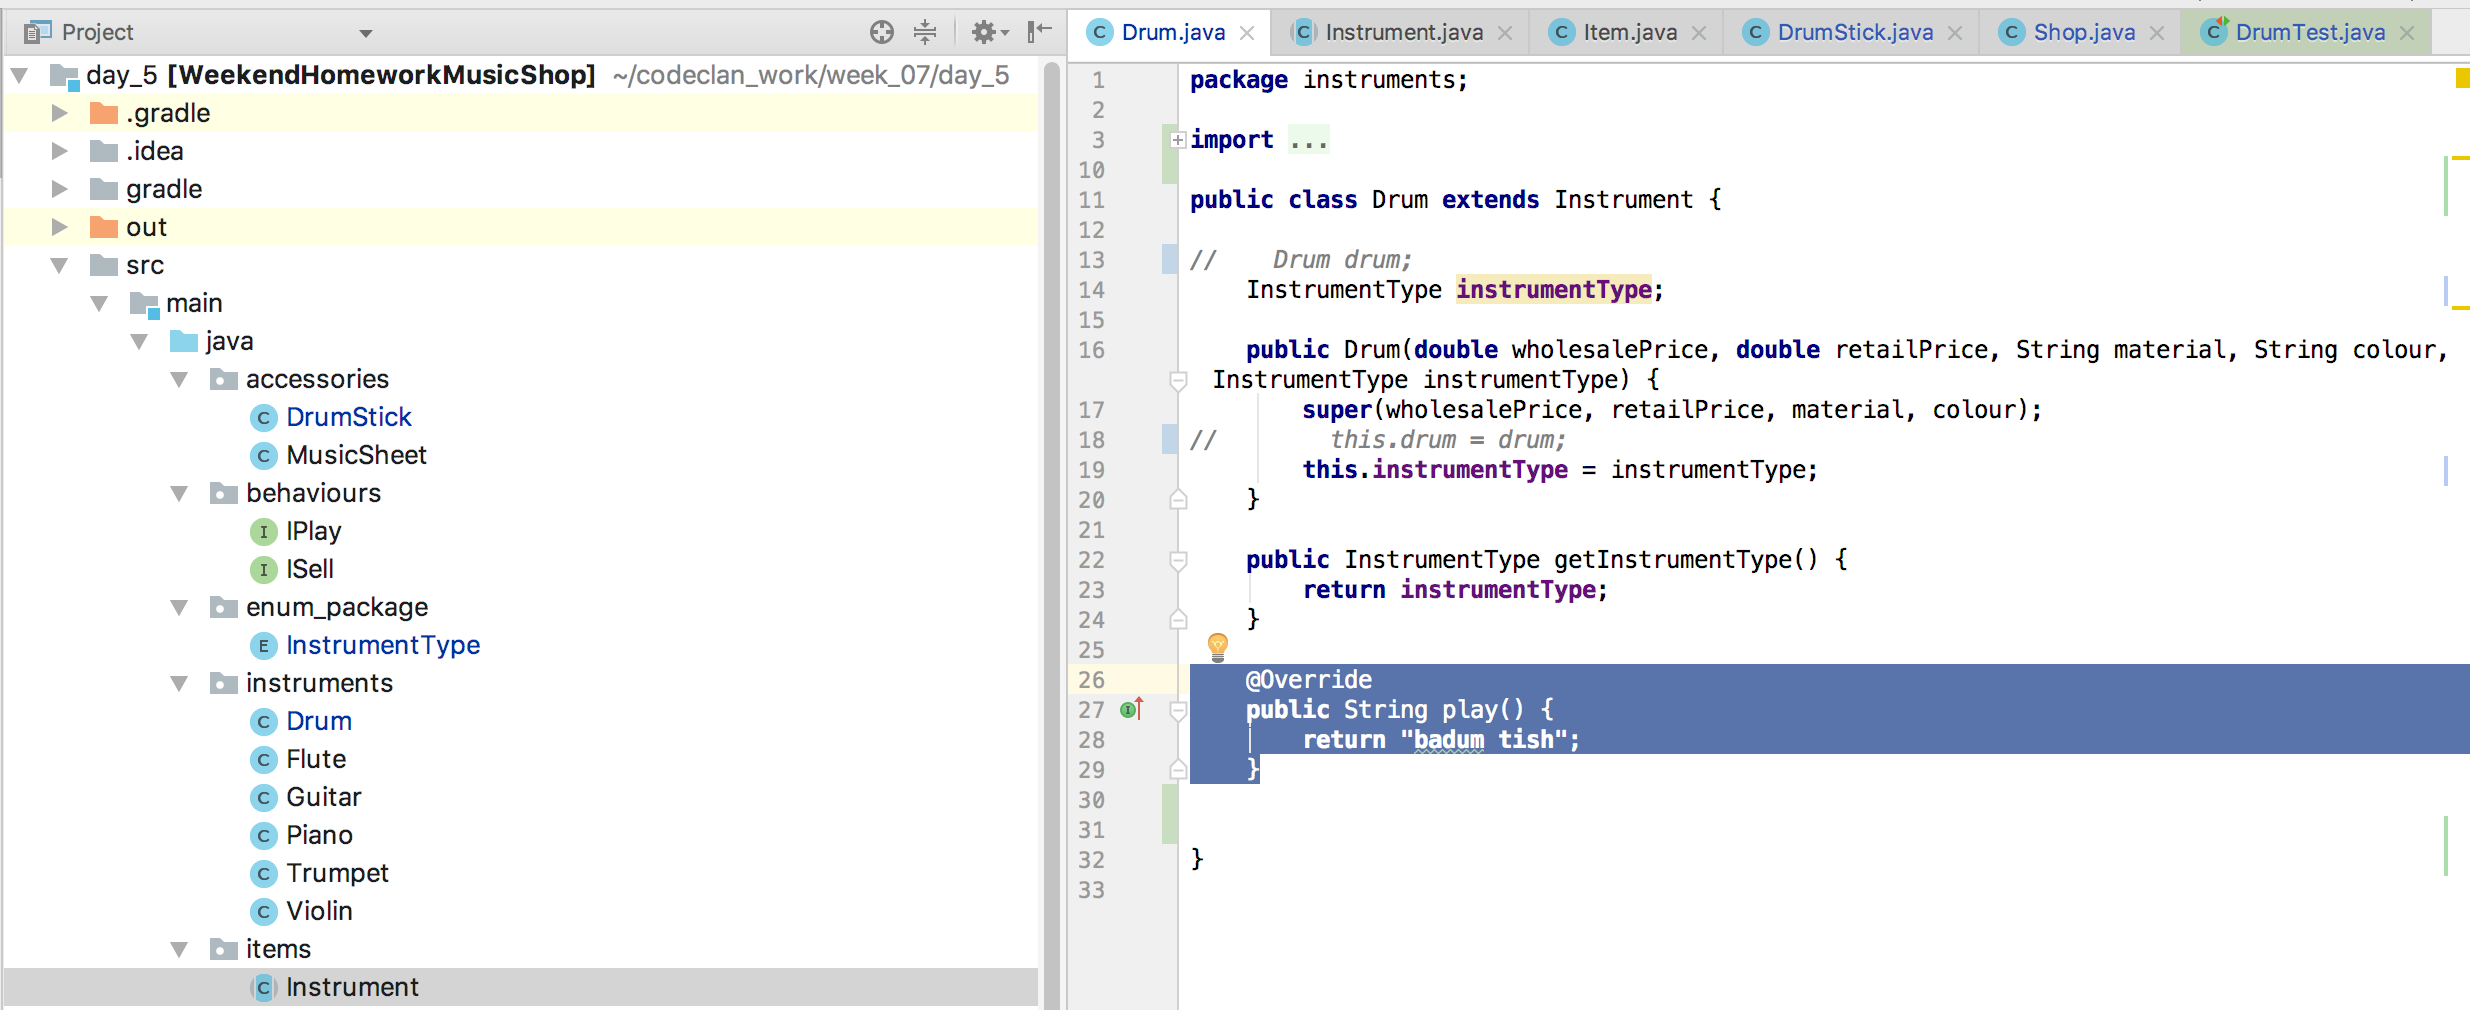 Project
day_5 [WeekendHomeworkMusicShop] ~/codeclan_work/week_07/day_5
.gradle
.idea
gradle
out
src
main
java
accessories
DrumStick
MusicSheet
behaviours
IPlay
ISell
enum_package
InstrumentType
instruments
Drum
Flute
Guitar
Piano
Trumpet
Violin
items
Instrument
Drum.java Instrument.java Item.java DrumStick.java Shop.java DrumTest.java
1 package instruments;
2
3 import ...
10
11 public class Drum extends Instrument {
12
13 //    Drum drum;
14     InstrumentType instrumentType;
15
16     public Drum(double wholesalePrice, double retailPrice, String material, String colour,
InstrumentType instrumentType) {
17         super(wholesalePrice, retailPrice, material, colour);
18 //        this.drum = drum;
19         this.instrumentType = instrumentType;
20     }
21
22     public InstrumentType getInstrumentType() {
23         return instrumentType;
24     }
25
26     @Override
27     public String play() {
28         return "badum tish";
29     }
30
31
32 }
33